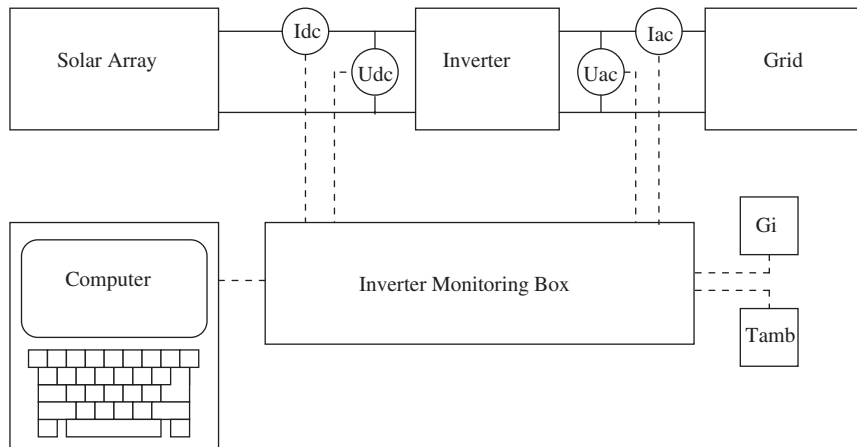 Idc
Iac
Solar Array
Udc
Inverter
Uac
Grid
Gi
Computer
Inverter Monitoring Box
Tamb